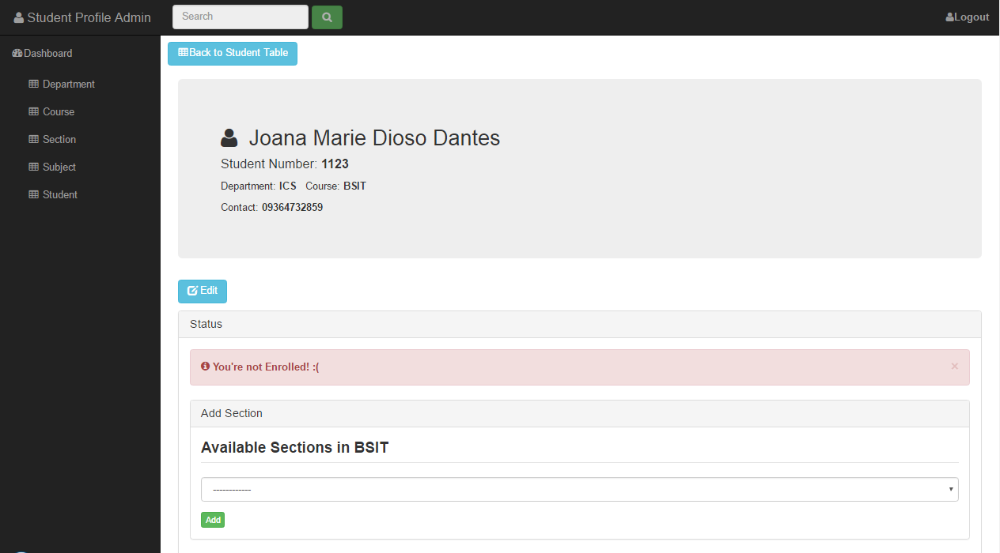 Student Profile Admin
Search
Logout
Dashboard
Department
Course
Section
Subject
Student
Back to Student Table
Joana Marie Dioso Dantes
Student Number: 1123
Department: ICS Course: BSIT
Contact: 09364732859
Edit
Status
You're not Enrolled! :( ×
Add Section
Available Sections in BSIT
------------
Add